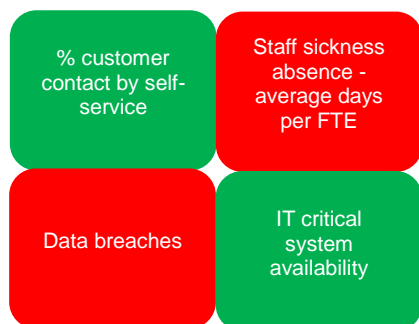 % customer
contact by self-
service
Staff sickness
absence -
average days
per FTE
Data breaches
IT critical
system
availability